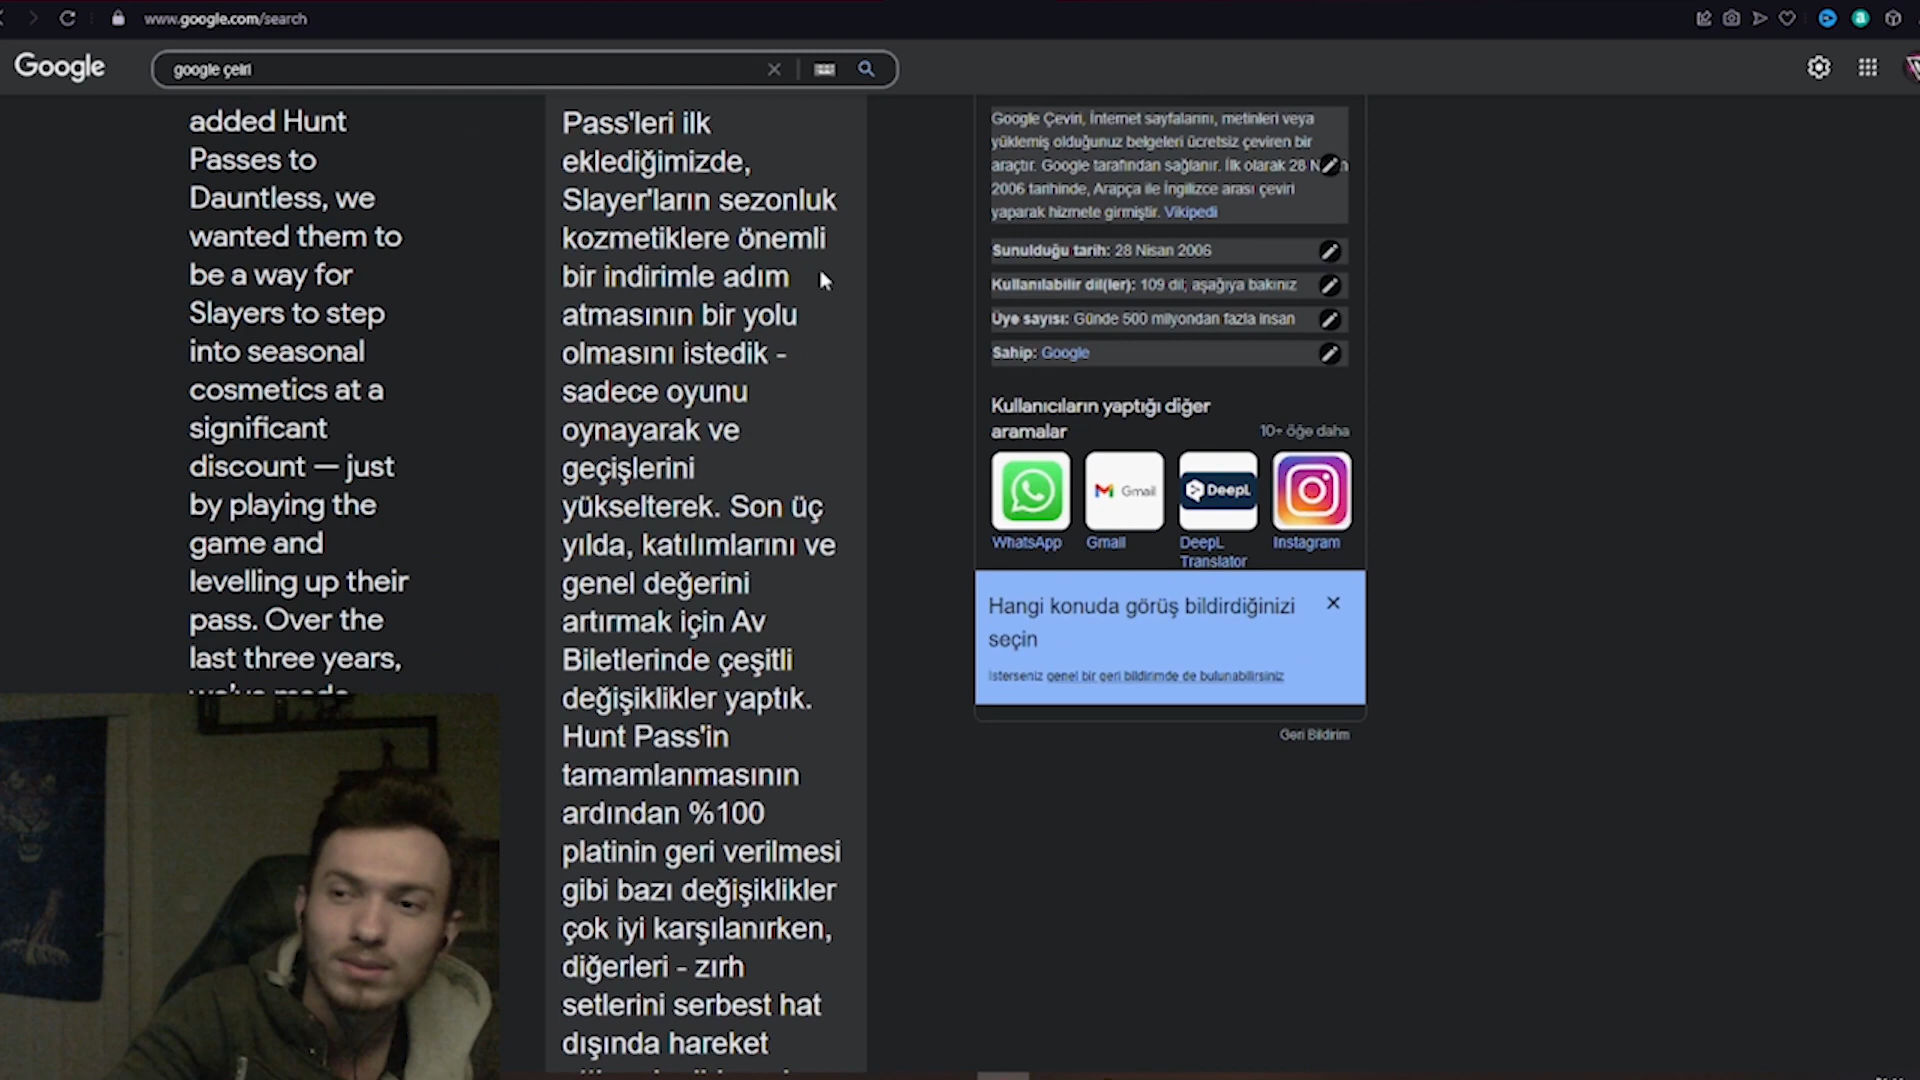 www.google.com/search
Google
google çeiri
added Hunt
Passes to
Dauntless, we
wanted them to
be a way for
Slayers to step
into seasonal
cosmetics at a
significant
discount — just
by playing the
game and
levelling up their
pass. Over the
last three years,
we've made
Pass'leri ilk
eklediğimizde,
Slayer'ların sezonluk
kozmetiklere önemli
bir indirimle adım
atmasının bir yolu
olmasını istedik -
sadece oyunu
oynayarak ve
geçişlerini
yükselterek. Son üç
yılda, katılımlarını ve
genel değerini
artırmak için Av
Biletlerinde çeşitli
değişiklikler yaptık.
Hunt Pass'in
tamamlanmasının
ardından %100
platinin geri verilmesi
gibi bazı değişiklikler
çok iyi karşılanırken,
diğerleri - zırh
setlerini serbest hat
dışında hareket
Google Çeviri, İnternet sayfalarını, metinleri veya
yüklemiş olduğunuz belgeleri ücretsiz çeviren bir
araçtır. Google tarafından sağlanır. İlk olarak 28 N n
2006 tarihinde, Arapça ile İngilizce arası çeviri
yaparak hizmete girmiştir. Vikipedi
Sunulduğu tarih: 28 Nisan 2006
Kullanılabilir dil(ler): 109 dil; aşağıya bakınız
Üye sayısı: Günde 500 milyondan fazla insan
Sahip: Google
Kullanıcıların yaptığı diğer
aramalar
10+ öğe daha
Gmail
DeepL
WhatsApp
Gmail
DeepL
Translator
Instagram
Hangi konuda görüş bildirdiğinizi
seçin
İsterseniz genel bir geri bildirimde de bulunabilirsiniz
Geri Bildirim